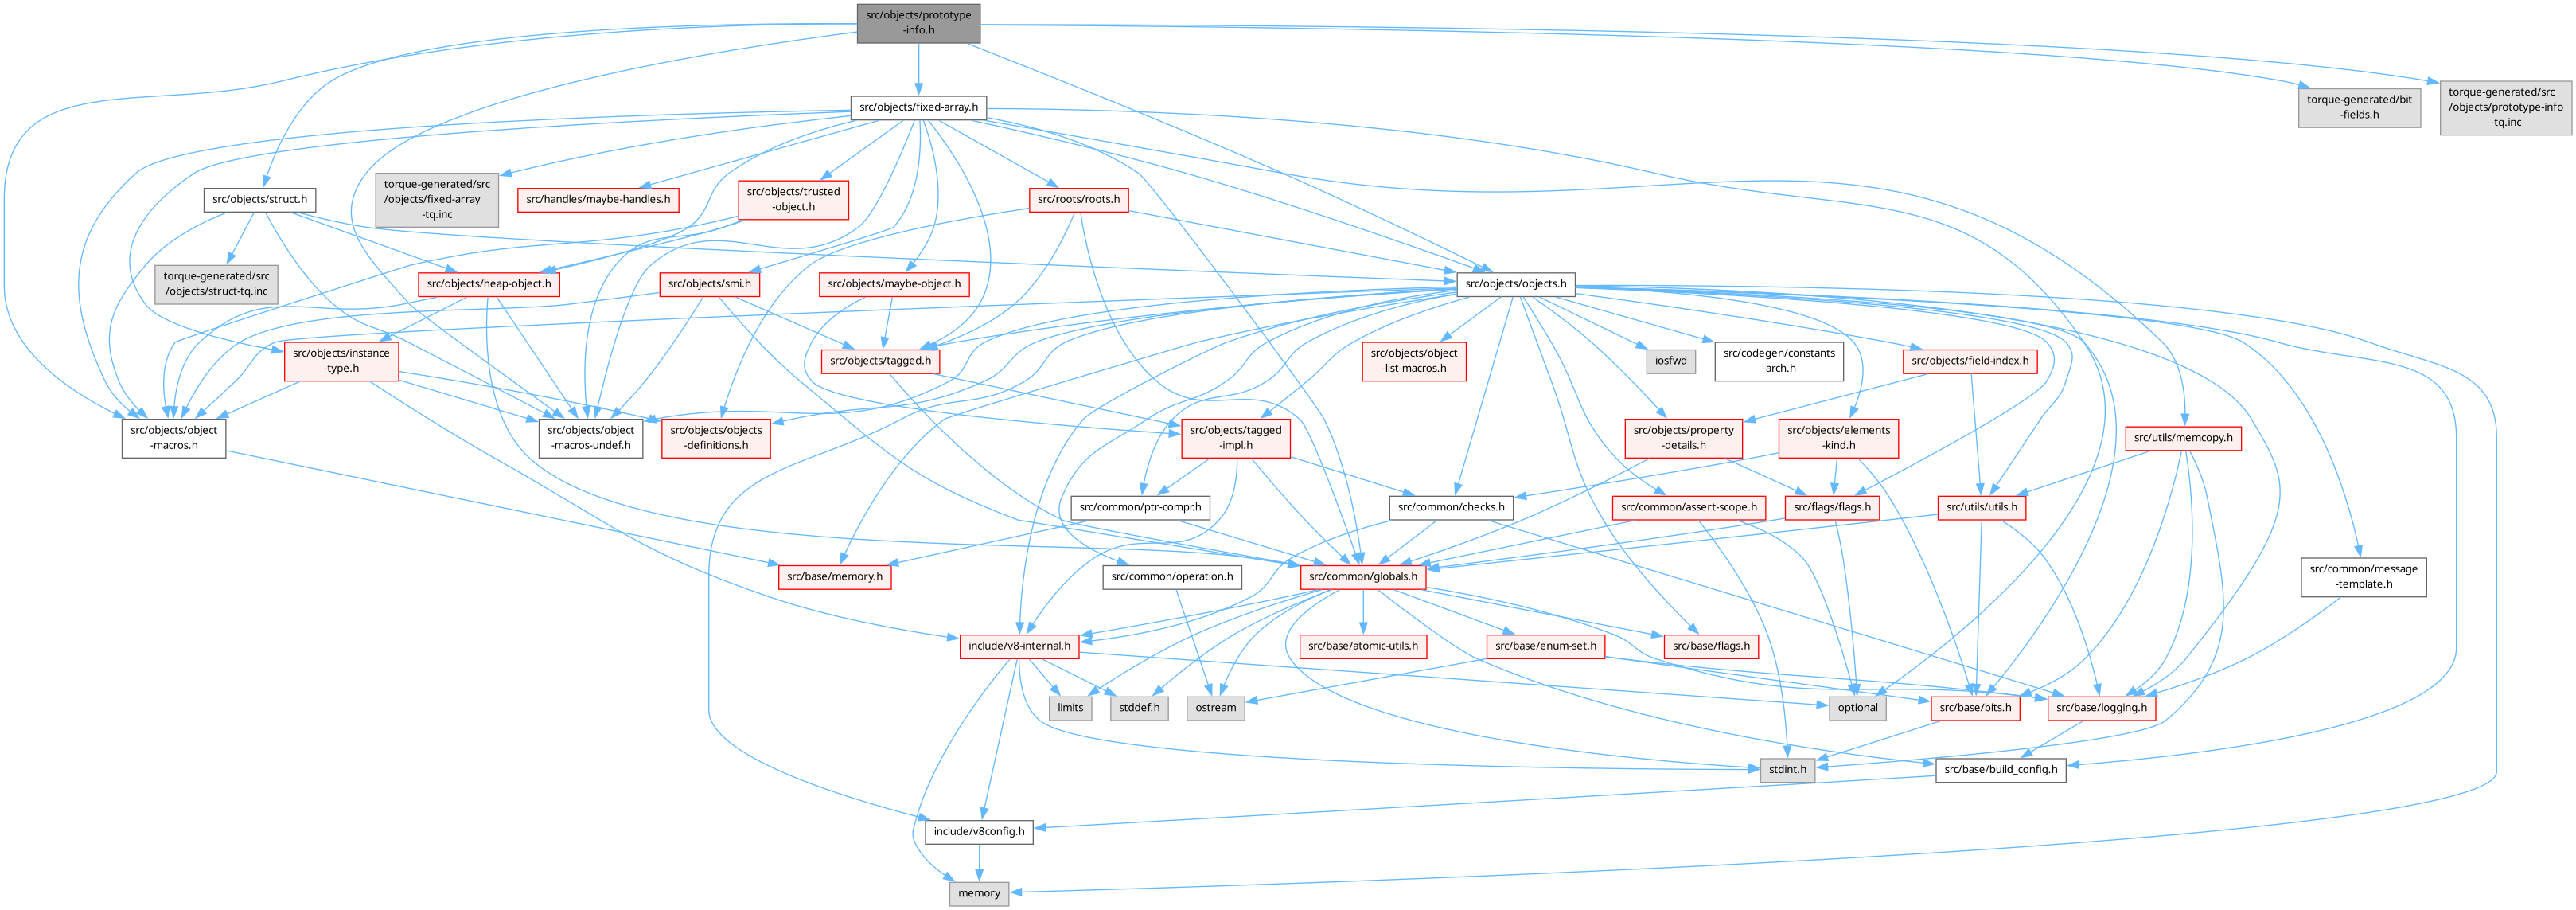 src/objects/prototype
-info.h
torque-generated/bit
-fields.h
torque-generated/src
/objects/prototype-info
-tq.inc
src/objects/fixed-array.h
src/objects/struct.h
torque-generated/src
/objects/fixed-array
-tq.inc
src/handles/maybe-handles.h
src/objects/trusted
-object.h
src/roots/roots.h
torque-generated/src
/objects/struct-tq.inc
src/objects/heap-object.h
src/objects/smi.h
src/objects/maybe-object.h
src/objects/objects.h
src/objects/instance
-type.h
src/objects/tagged.h
src/objects/object
-list-macros.h
iosfwd
src/codegen/constants
-arch.h
src/objects/field-index.h
src/objects/object
-macros.h
src/objects/object
-macros-undef.h
src/objects/objects
-definitions.h
src/objects/tagged
-impl.h
src/objects/property
-details.h
src/objects/elements
-kind.h
src/utils/memcopy.h
src/common/ptr-compr.h
src/common/checks.h
src/common/assert-scope.h
src/flags/flags.h
src/utils/utils.h
src/base/memory.h
src/common/operation.h
src/common/globals.h
src/common/message
-template.h
include/v8-internal.h
src/base/atomic-utils.h
src/base/enum-set.h
src/base/flags.h
limits
stddef.h
ostream
optional
src/base/bits.h
src/base/logging.h
stdint.h
src/base/build_config.h
include/v8config.h
memory